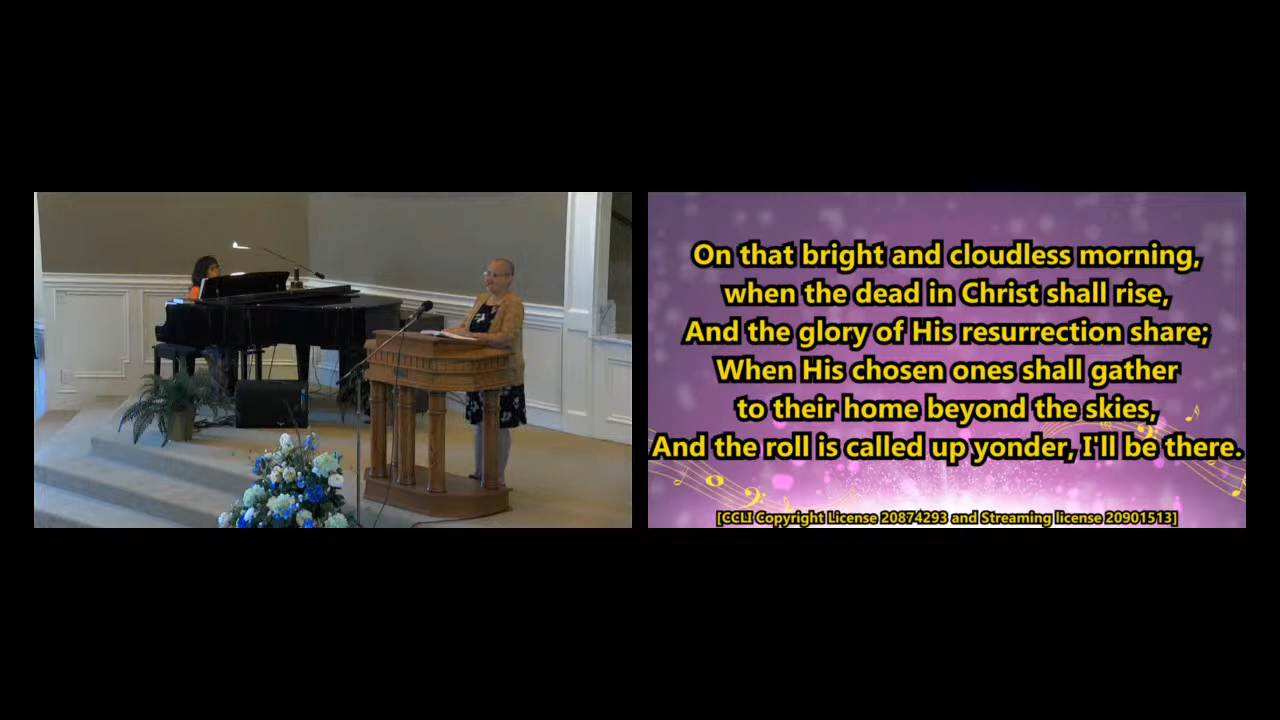 On that bright and cloudless morning,
when the dead in Christ shall rise,
And the glory of His resurrection share;
When His chosen ones shall gather
to their home beyond the skies,
And the roll is called up yonder, I'll be there.
[CCLI Copyright License 20874293 and Streaming license 20901513]